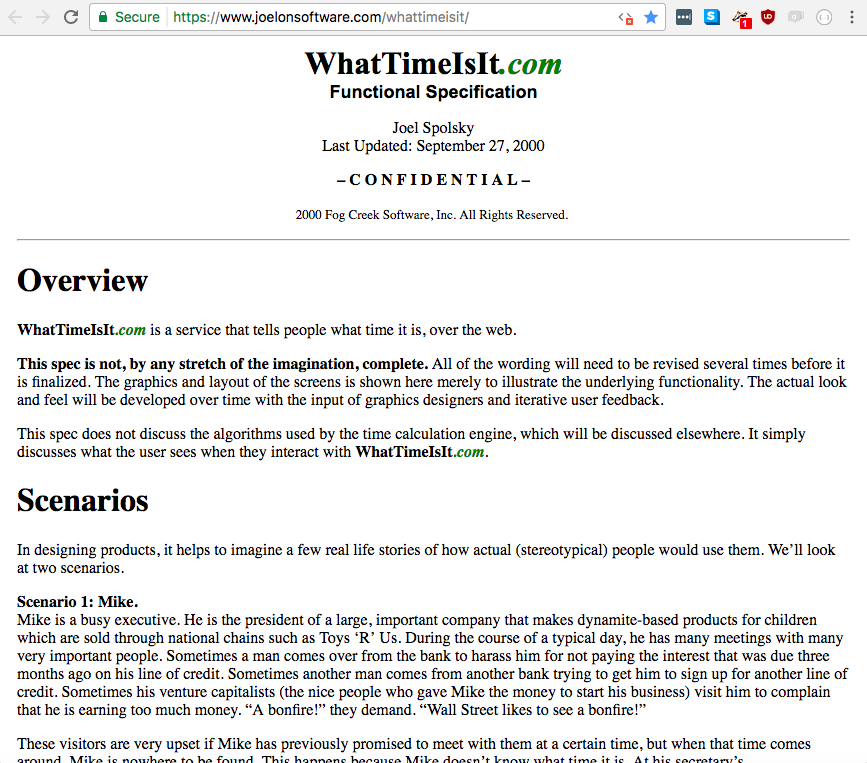 Secure https://www.joelonsoftware.com/whattimeisit/
WhatTimeIsIt.com
Functional Specification
Joel Spolsky
Last Updated: September 27, 2000
– C O N F I D E N T I A L –
2000 Fog Creek Software, Inc. All Rights Reserved.
Overview
WhatTimeIsIt.com is a service that tells people what time it is, over the web.
This spec is not, by any stretch of the imagination, complete. All of the wording will need to be revised several times before it
is finalized. The graphics and layout of the screens is shown here merely to illustrate the underlying functionality. The actual look
and feel will be developed over time with the input of graphics designers and iterative user feedback.
This spec does not discuss the algorithms used by the time calculation engine, which will be discussed elsewhere. It simply
discusses what the user sees when they interact with WhatTimeIsIt.com.
Scenarios
In designing products, it helps to imagine a few real life stories of how actual (stereotypical) people would use them. We’ll look
at two scenarios.
Scenario 1: Mike.
Mike is a busy executive. He is the president of a large, important company that makes dynamite-based products for children
which are sold through national chains such as Toys ‘R’ Us. During the course of a typical day, he has many meetings with many
very important people. Sometimes a man comes over from the bank to harass him for not paying the interest that was due three
months ago on his line of credit. Sometimes another man comes from another bank trying to get him to sign up for another line of
credit. Sometimes his venture capitalists (the nice people who gave Mike the money to start his business) visit him to complain
that he is earning too much money. “A bonfire!” they demand. “Wall Street likes to see a bonfire!”
These visitors are very upset if Mike has previously promised to meet with them at a certain time, but when that time comes
around, Mike is nowhere to be found. This happens because Mike doesn’t know what time it is. At his secretary’s